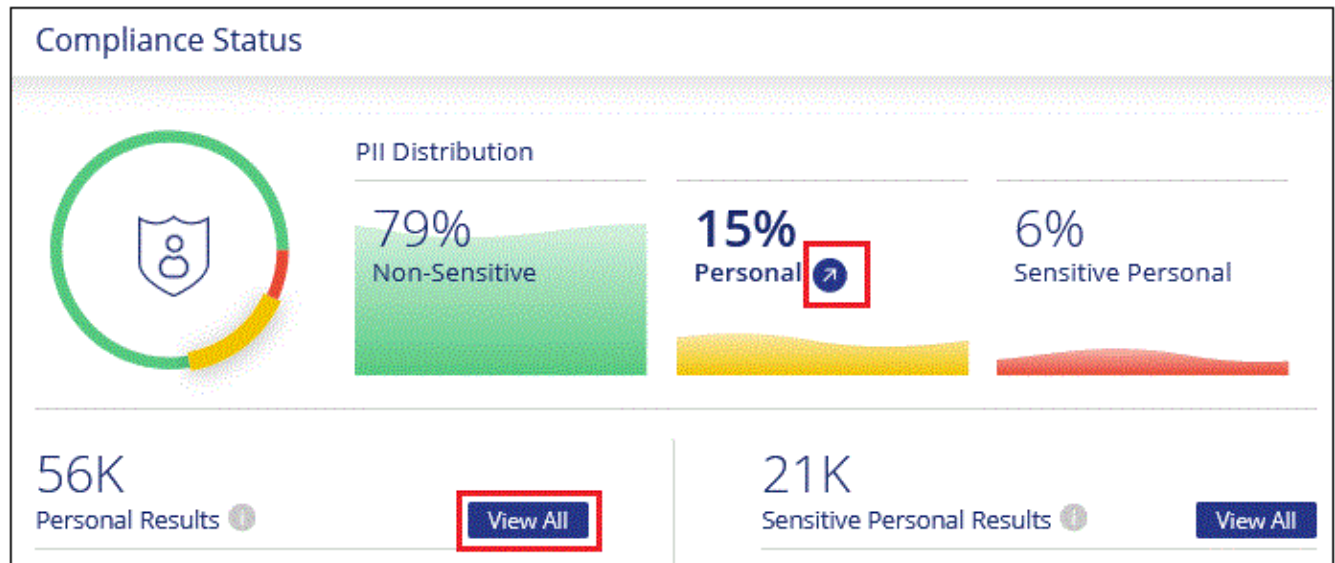 Compliance Status
PII Distribution
79%
Non-Sensitive
15%
Personal
6%
Sensitive Personal
56K
Personal Results
View All
21K
Sensitive Personal Results
View All